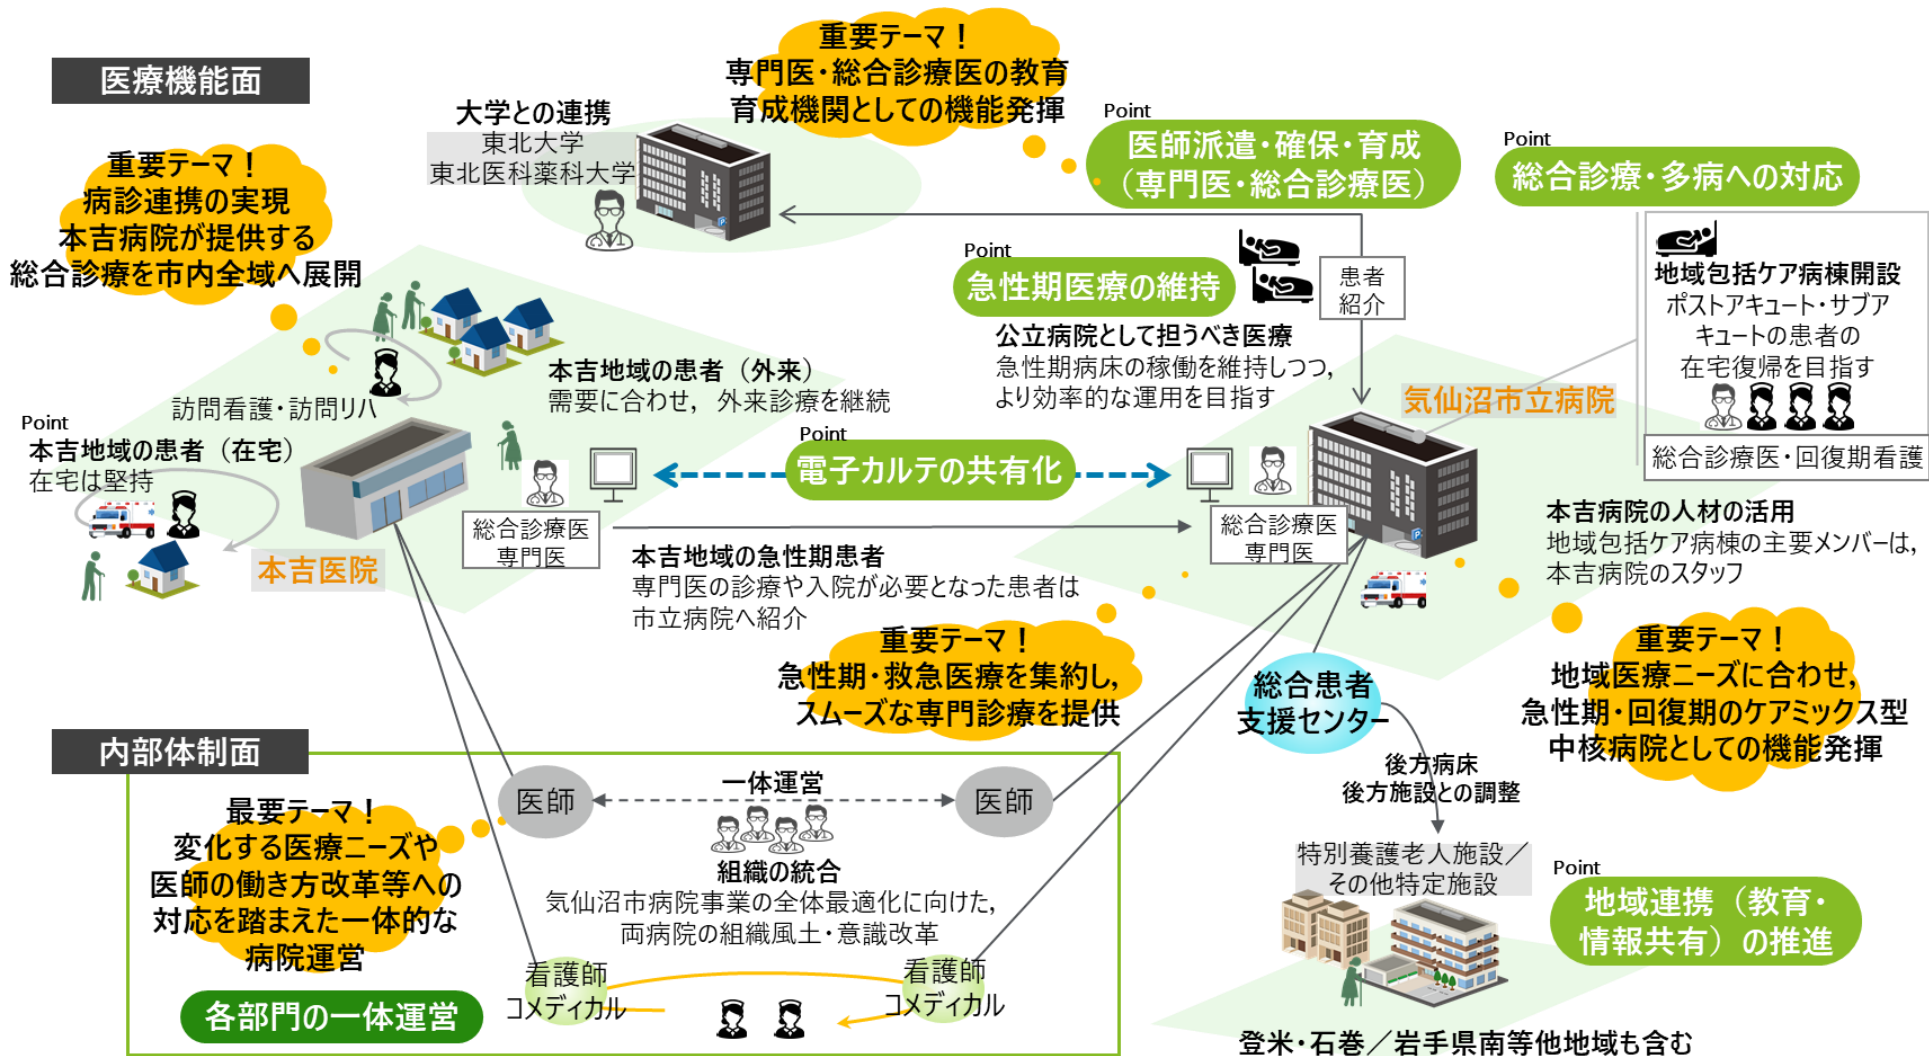 医療機能面
重要テーマ！
専門医・総合診療医の教育
育成機関としての機能発揮
大学との連携
東北大学
東北医科薬科大学
Point
医師派遣・確保・育成
（専門医・総合診療医）
Point
総合診療・多病への対応
重要テーマ！
病診連携の実現
本吉病院が提供する
総合診療を市内全域へ展開
Point
急性期医療の維持
公立病院として担うべき医療
急性期病床の稼働を維持しつつ，
より効率的な運用を目指す
患者
紹介
地域包括ケア病棟開設
ポストアキュート・サブア
キュートの患者の
在宅復帰を目指す
総合診療医・回復期看護
本吉地域の患者（外来）
需要に合わせ，外来診療を継続
訪問看護・訪問リハ
Point
本吉地域の患者（在宅）
在宅は堅持
気仙沼市立病院
Point
電子カルテの共有化
総合診療医
専門医
総合診療医
専門医
本吉医院
本吉地域の急性期患者
専門医の診療や入院が必要となった患者は
市立病院へ紹介
本吉病院の人材の活用
地域包括ケア病棟の主要メンバーは，
本吉病院のスタッフ
重要テーマ！
急性期・救急医療を集約し，
スムーズな専門診療を提供
総合患者
支援センター
重要テーマ！
地域医療ニーズに合わせ，
急性期・回復期のケアミックス型
中核病院としての機能発揮
後方病床
後方施設との調整
内部体制面
最要テーマ！
変化する医療ニーズや
医師の働き方改革等への
対応を踏まえた一体的な
病院運営
各部門の一体運営
医師
一体運営
医師
組織の統合
気仙沼市病院事業の全体最適化に向けた，
両病院の組織風土・意識改革
看護師
コメディカル
看護師
コメディカル
特別養護老人施設／
その他特定施設
Point
地域連携（教育・
情報共有）の推進
登米・石巻／岩手県南等他地域も含む